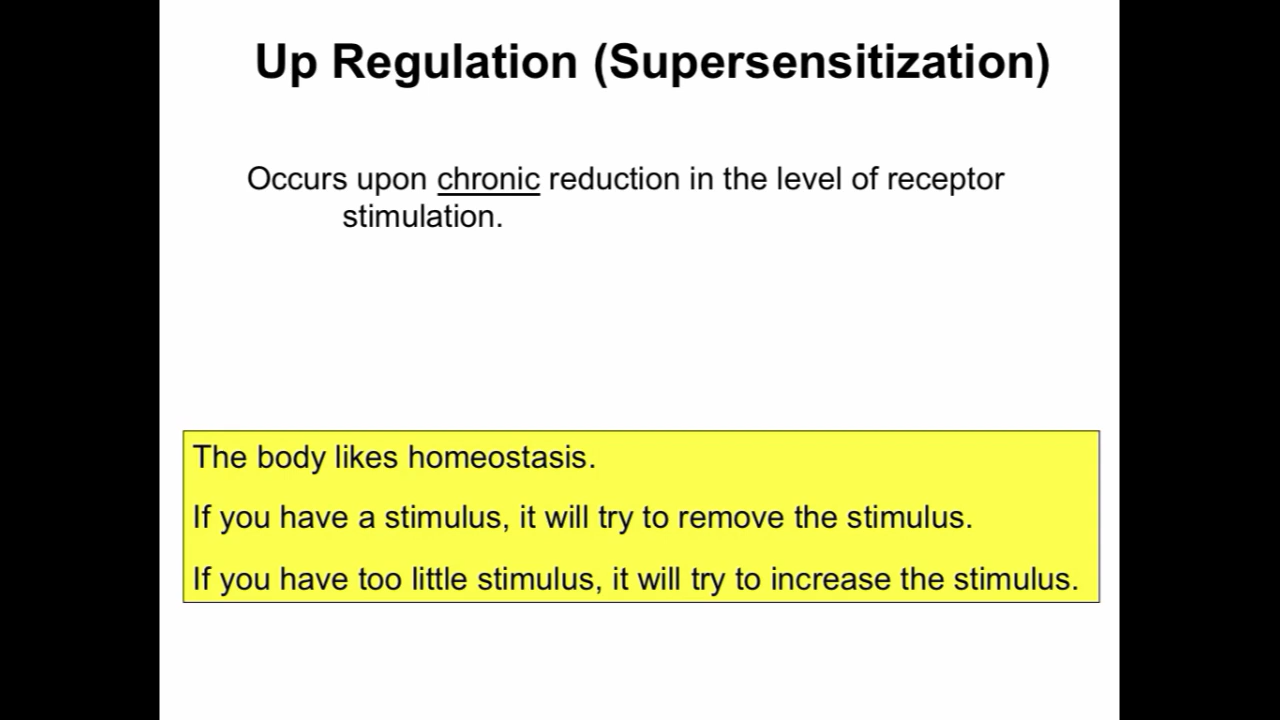 Up Regulation (Supersensitization)
Occurs upon chronic reduction in the level of receptor
stimulation.
The body likes homeostasis.
If you have a stimulus, it will try to remove the stimulus.
If you have too little stimulus, it will try to increase the stimulus.